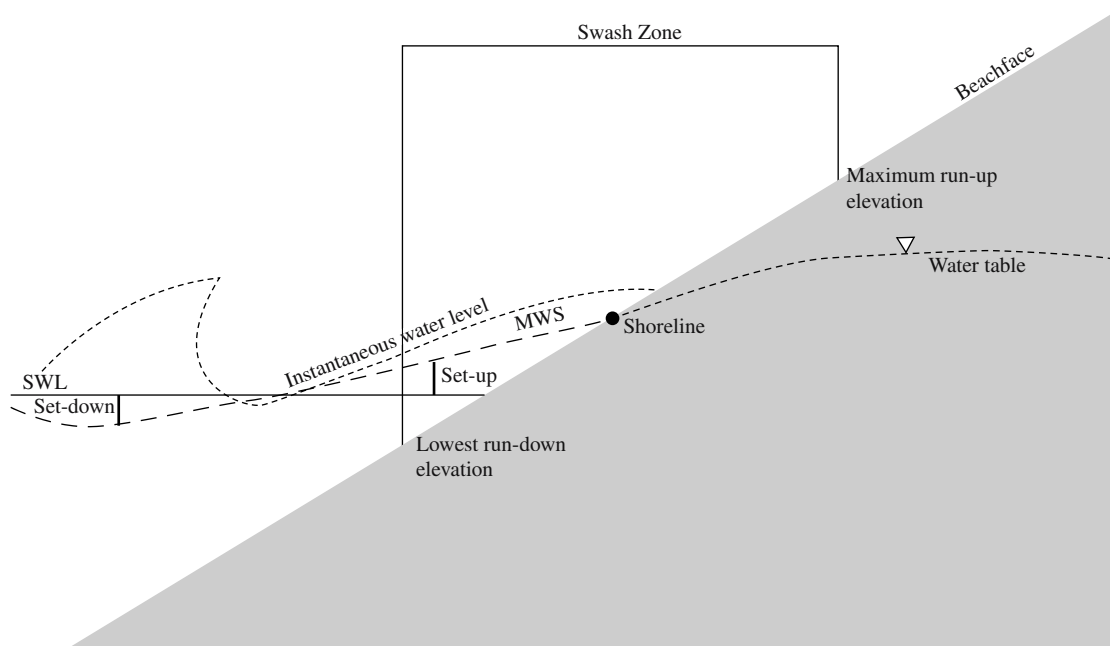 Swash Zone
Beachface
Maximum run-up
elevation
Water table
Instantaneous water level
MWS
Shoreline
SWL
Set-up
Set-down
Lowest run-down
elevation